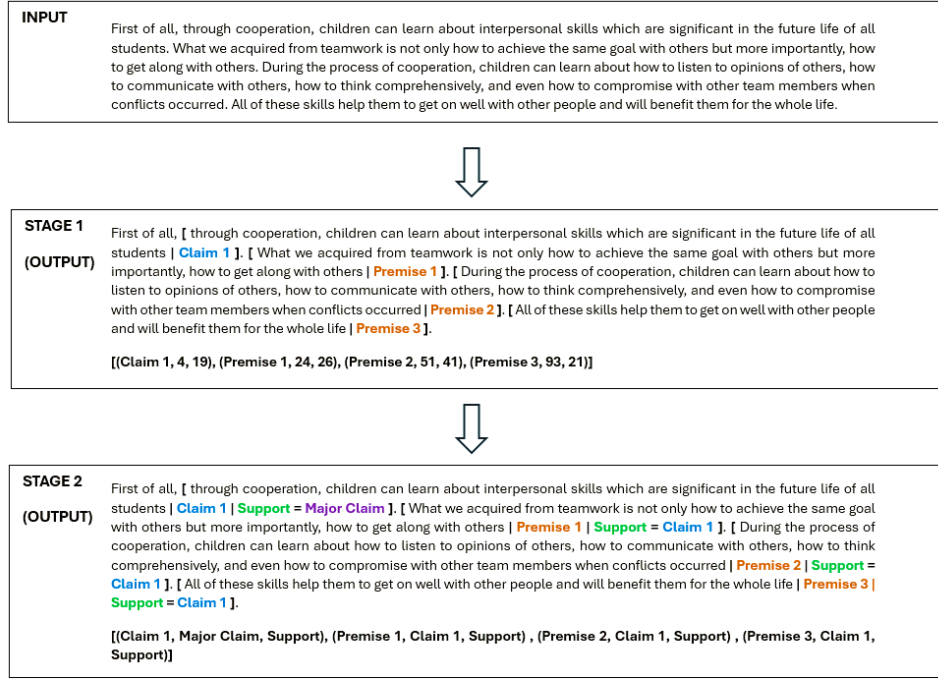 INPUT
First of all, through cooperation, children can learn about interpersonal skills which are significant in the future life of all
students. What we acquired from teamwork is not only how to achieve the same goal with others but more importantly, how
to get along with others. During the process of cooperation, children can learn about how to listen to opinions of others, how
to communicate with others, how to think comprehensively, and even how to compromise with other team members when
conflicts occurred. All of these skills help them to get on well with other people and will benefit them for the whole life.
STAGE 1
(OUTPUT)
First of all, [ through cooperation, children can learn about interpersonal skills which are significant in the future life of all
students | Claim 1 ]. [ What we acquired from teamwork is not only how to achieve the same goal with others but more
importantly, how to get along with others | Premise 1 ]. [ During the process of cooperation, children can learn about how to
listen to opinions of others, how to communicate with others, how to think comprehensively, and even how to compromise
with other team members when conflicts occurred | Premise 2 ]. [ All of these skills help them to get on well with other people
and will benefit them for the whole life | Premise 3 ].
[(Claim 1, 4, 19), (Premise 1, 24, 26), (Premise 2, 51, 41), (Premise 3, 93, 21)]
STAGE 2
(OUTPUT)
First of all, [ through cooperation, children can learn about interpersonal skills which are significant in the future life of all
students | Claim 1 | Support = Major Claim ]. [ What we acquired from teamwork is not only how to achieve the same goal
with others but more importantly, how to get along with others | Premise 1 | Support = Claim 1 ]. [ During the process of
cooperation, children can learn about how to listen to opinions of others, how to communicate with others, how to think
comprehensively, and even how to compromise with other team members when conflicts occurred | Premise 2 | Support =
Claim 1 ]. [ All of these skills help them to get on well with other people and will benefit them for the whole life | Premise 3 |
Support = Claim 1 ].
[(Claim 1, Major Claim, Support), (Premise 1, Claim 1, Support) , (Premise 2, Claim 1, Support) , (Premise 3, Claim 1,
Support)]